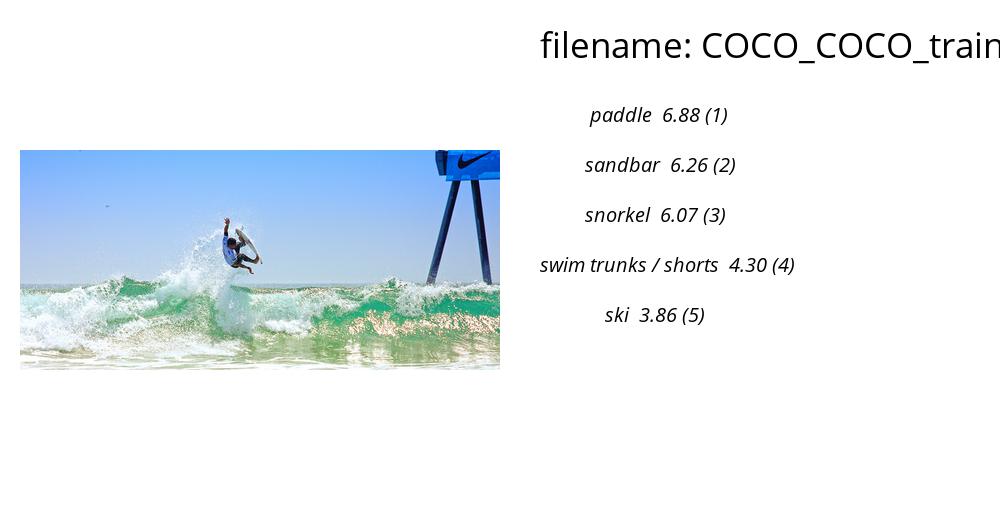 filename: COCO_COCO_train
paddle 6.88 (1)
sandbar 6.26 (2)
snorkel 6.07 (3)
swim trunks / shorts 4.30 (4)
ski 3.86 (5)